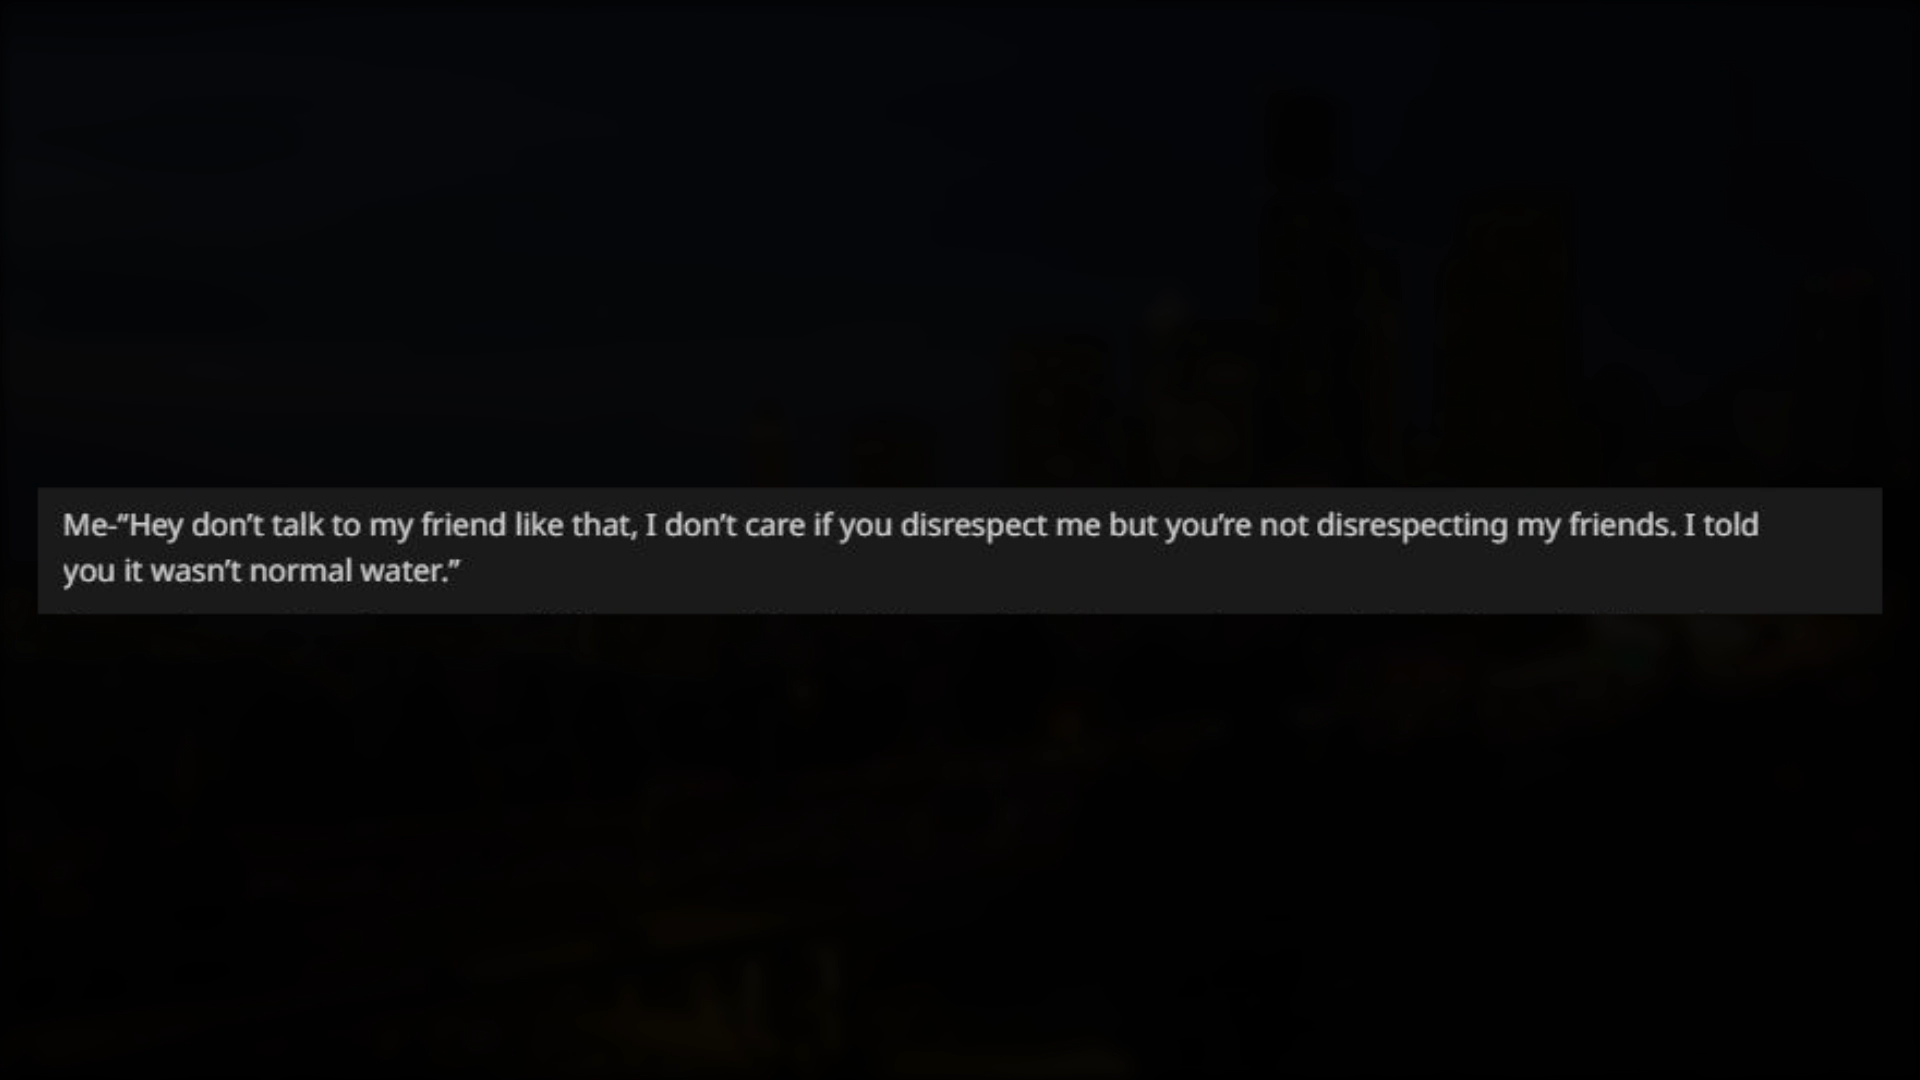 Me-“Hey don’t talk to my friend like that, I don’t care if you disrespect me but you’re not disrespecting my friends. I told
you it wasn’t normal water.”